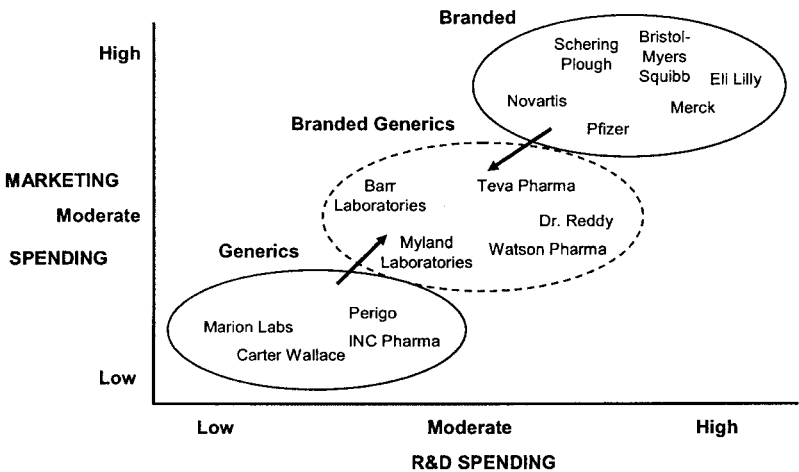 Branded
High
Schering
Plough
Bristol-
Myers
Squibb
Eli Lilly
Novartis
Merck
Pfizer
Branded Generics
MARKETING
Moderate
SPENDING
Barr
Laboratories
Teva Pharma
Dr. Reddy
Myland
Laboratories
Watson Pharma
Generics
Perigo
Marion Labs
INC Pharma
Carter Wallace
Low
Low
Moderate
High
R&D SPENDING